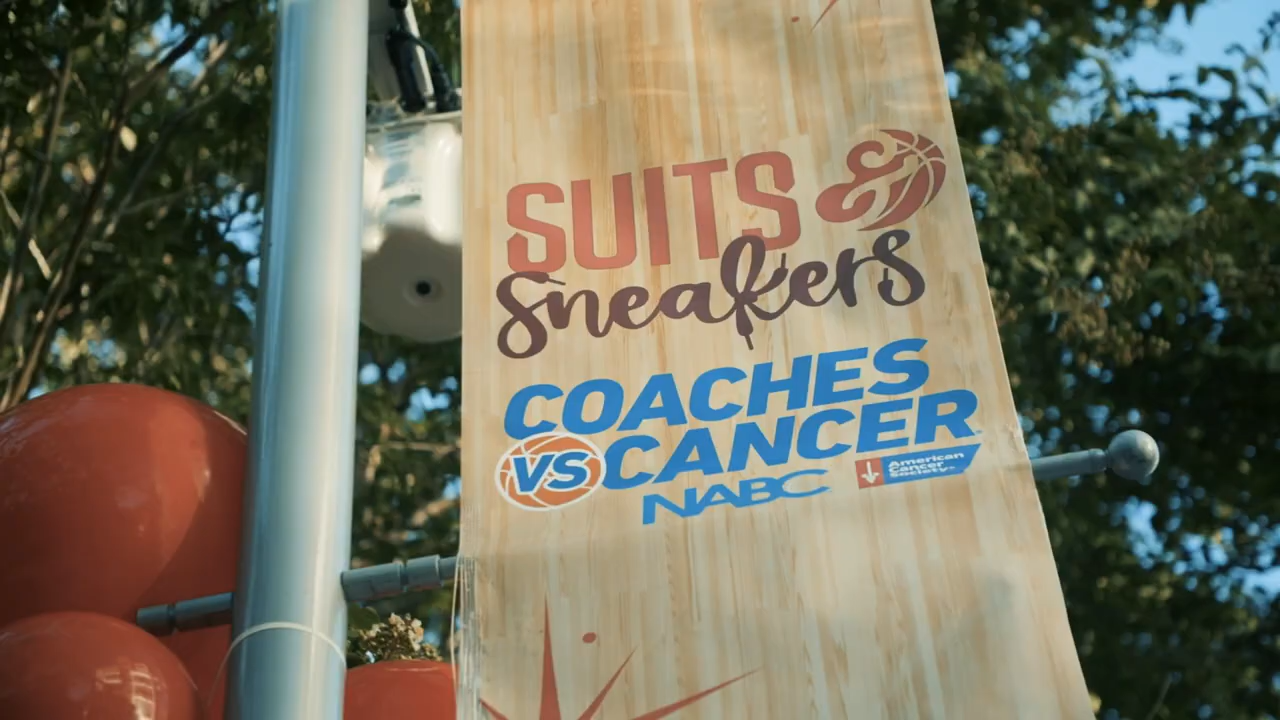 SUITS &
sneakers
COACHES
VS CANCER
NABC
American
Cancer
Society